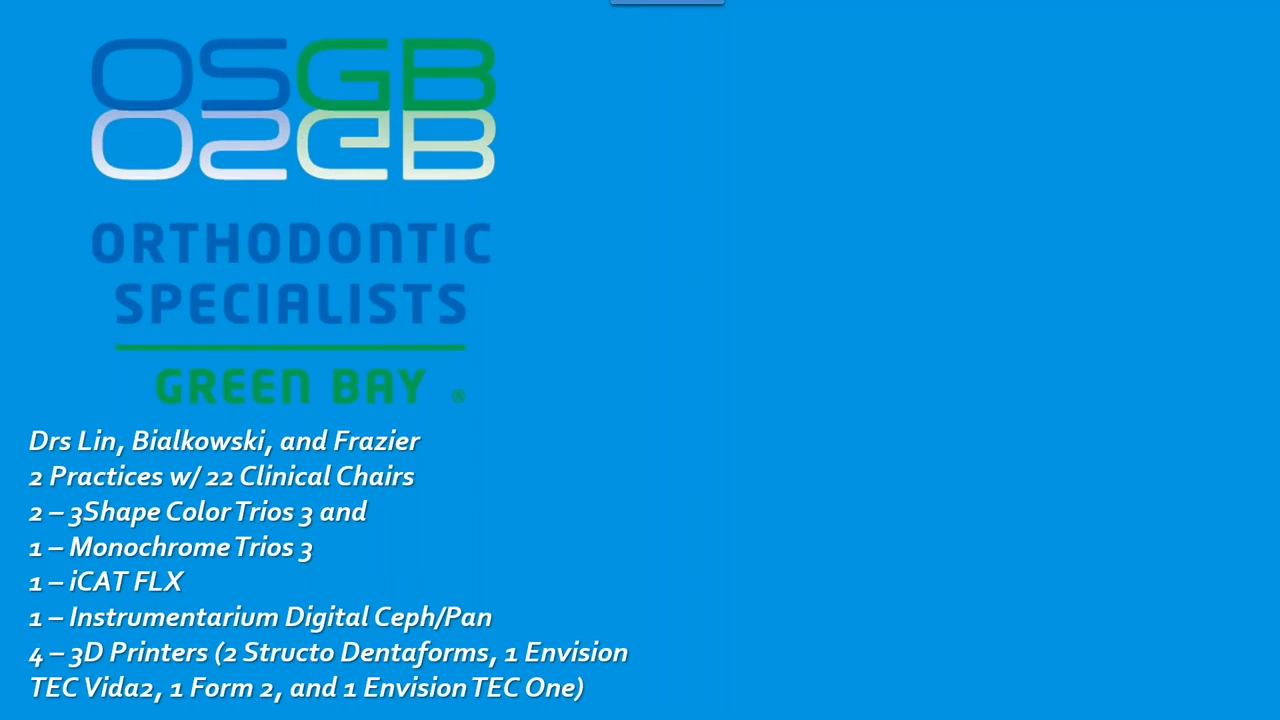 OSGB
ORTHODONTIC
SPECIALISTS
GREEN BAY ®
Drs Lin, Bialkowski, and Frazier
2 Practices w/ 22 Clinical Chairs
2 – 3Shape Color Trios 3 and
1 – Monochrome Trios 3
1 – iCAT FLX
1 – Instrumentarium Digital Ceph/Pan
4 – 3D Printers (2 Structo Dentaforms, 1 Envision
TEC Vida2, 1 Form 2, and 1 Envision TEC One)